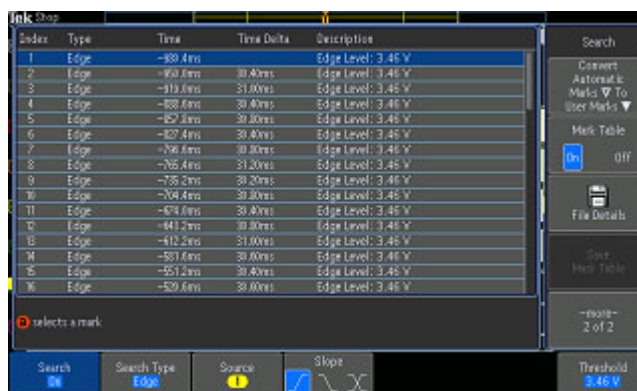 Tek Stop
Index Type Time Time Delta Description
1 Edge -980.4ms Edge Level: 3.46 V
2 Edge -950.0ms 30.40ms Edge Level: 3.46 V
3 Edge -919.0ms 31.00ms Edge Level: 3.46 V
4 Edge -888.6ms 30.40ms Edge Level: 3.46 V
5 Edge -857.8ms 30.80ms Edge Level: 3.46 V
6 Edge -827.4ms 30.40ms Edge Level: 3.46 V
7 Edge -796.6ms 30.80ms Edge Level: 3.46 V
8 Edge -765.4ms 31.20ms Edge Level: 3.46 V
9 Edge -735.2ms 30.20ms Edge Level: 3.46 V
10 Edge -704.4ms 30.80ms Edge Level: 3.46 V
11 Edge -674.0ms 30.40ms Edge Level: 3.46 V
12 Edge -643.2ms 30.80ms Edge Level: 3.46 V
13 Edge -612.2ms 31.00ms Edge Level: 3.46 V
14 Edge -581.6ms 30.60ms Edge Level: 3.46 V
15 Edge -551.2ms 30.40ms Edge Level: 3.46 V
16 Edge -520.6ms 30.60ms Edge Level: 3.46 V
a selects a mark
Search
Convert
Automatic
Marks ▽ To
User Marks ▼
Mark Table
On Off
File Details
Save
Mark Table
-more-
2 of 2
Search
On
Search Type
Edge
Source
1
Slope
Threshold
3.46 V